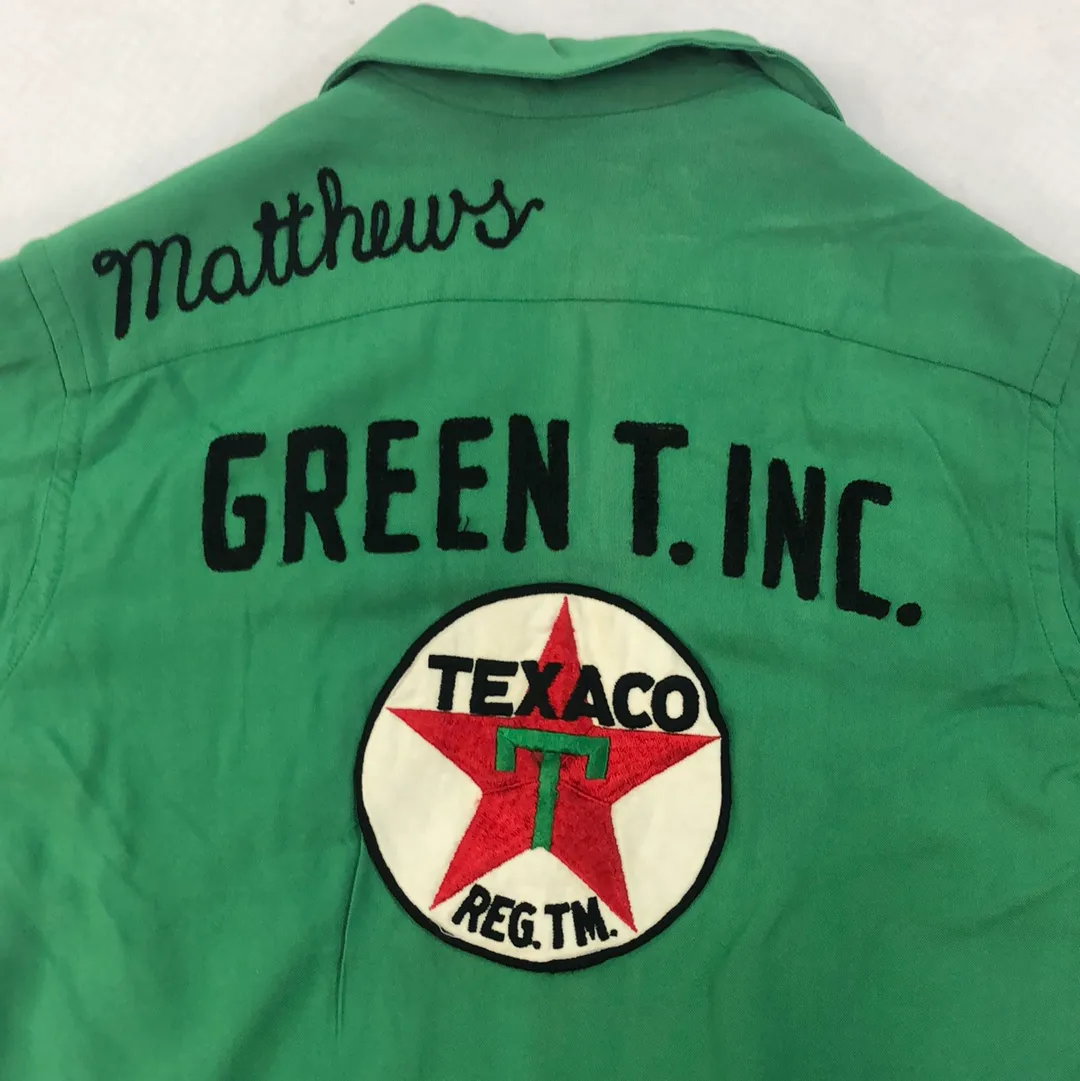 Matthews
GREEN T. INC.
TEXACO
T
REG. TM.